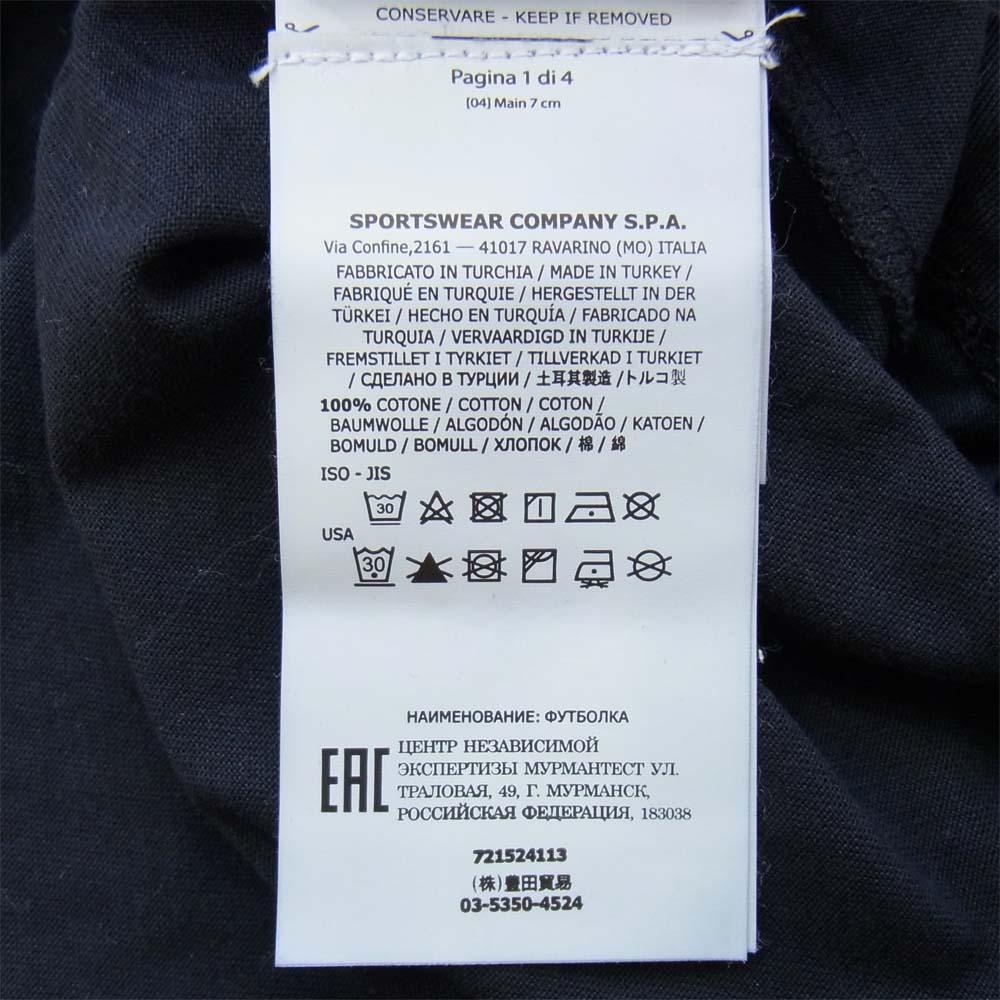 CONSERVARE - KEEP IF REMOVED
Pagina 1 di 4
[04] Main 7 cm
SPORTSWEAR COMPANY S.P.A.
Via Confine,2161 — 41017 RAVARINO (MO) ITALIA
FABBRICATO IN TURCHIA / MADE IN TURKEY /
FABRIQUÉ EN TURQUIE / HERGESTELLT IN DER
TÜRKEI / HECHO EN TURQUÍA / FABRICADO NA
TURQUIA / VERVAARDIGD IN TURKIJE /
FREMSTILLET I TYRKIET / TILLVERKAD I TURKIET
/ СДЕЛАНО В ТУРЦИИ / 土耳其製造 / トルコ製
100% COTONE / COTTON / COTON /
BAUMWOLLE / ALGODÓN / ALGODÃO / KATOEN /
BOMULD / BOMULL / ХЛОПОК / 棉 / 綿
ISO - JIS
30
USA
30
НАИМЕНОВАНИЕ: ФУТБОЛКА
EAC ЦЕНТР НЕЗАВИСИМОЙ
ЭКСПЕРТИЗЫ МУРМАНТЕСТ УЛ.
ТРАЛОВАЯ, 49, Г. МУРМАНСК,
РОССИЙСКАЯ ФЕДЕРАЦИЯ, 183038
721524113
(株)豊田貿易
03-5350-4524